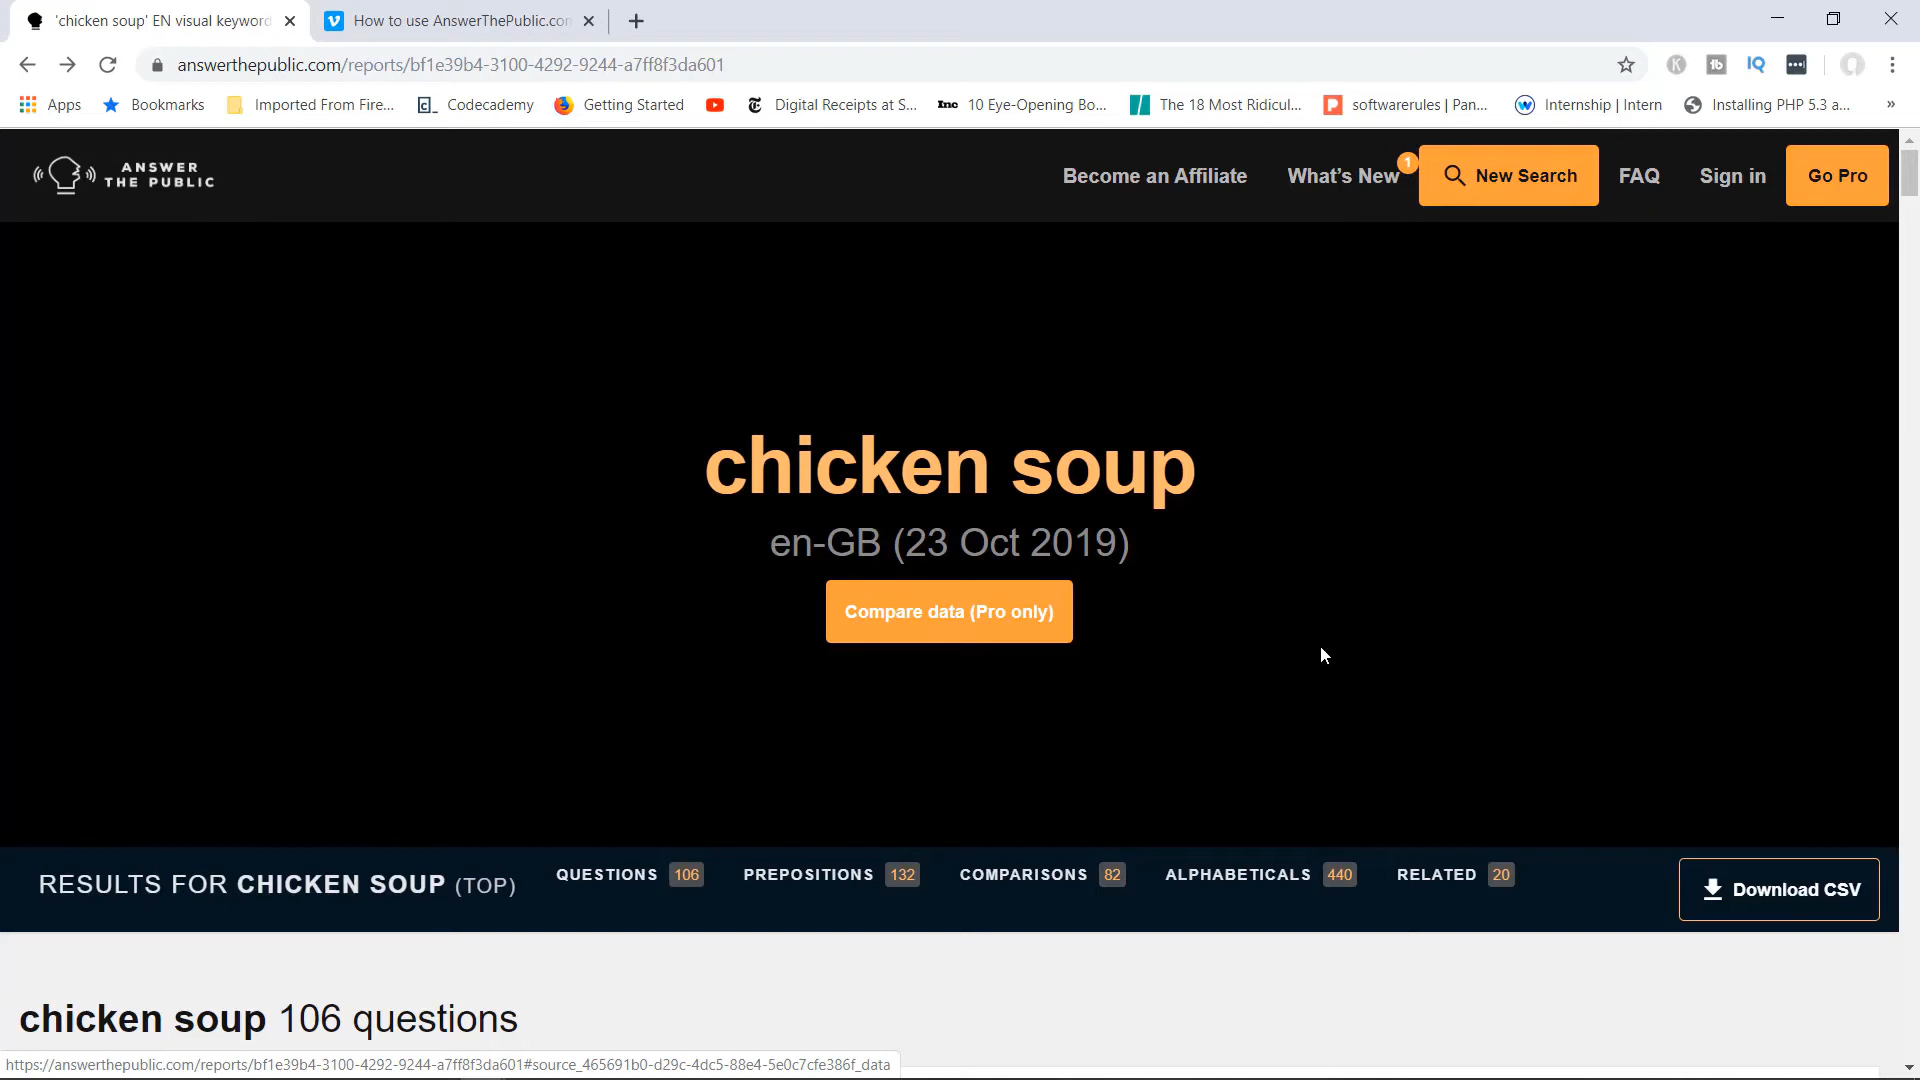 'chicken soup' EN visual keyword
How to use AnswerThePublic.com
answerthepublic.com/reports/bf1e39b4-3100-4292-9244-a7ff8f3da601
K
tb
IQ
Apps
Bookmarks
Imported From Fire...
Codecademy
Getting Started
Digital Receipts at S...
Inc
10 Eye-Opening Bo...
The 18 Most Ridicul...
softwarerules | Pan...
Internship | Intern
Installing PHP 5.3 a...
»
ANSWER
THE PUBLIC
Become an Affiliate
What's New
1
New Search
FAQ
Sign in
Go Pro
chicken soup
en-GB (23 Oct 2019)
Compare data (Pro only)
RESULTS FOR CHICKEN SOUP (TOP)
QUESTIONS 106
PREPOSITIONS 132
COMPARISONS 82
ALPHABETICALS 440
RELATED 20
Download CSV
chicken soup 106 questions
https://answerthepublic.com/reports/bf1e39b4-3100-4292-9244-a7ff8f3da601#source_465691b0-d29c-4dc5-88e4-5e0c7cfe386f_data